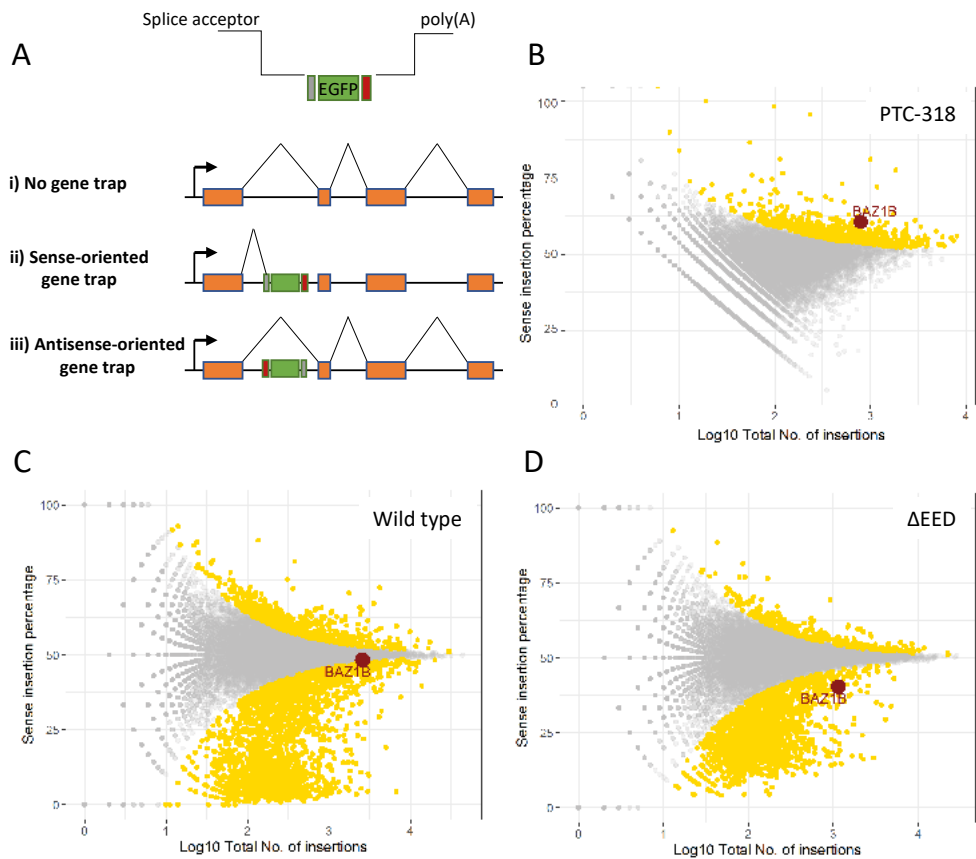 A
Splice acceptor
poly(A)
EGFP
i) No gene trap
ii) Sense-oriented
gene trap
iii) Antisense-oriented
gene trap
B
PTC-318
BAZ1B
Sense insertion percentage
100
75
50
25
0
0 1 2 3 4
Log10 Total No. of insertions
C
Wild type
BAZ1B
Sense insertion percentage
100
75
50
25
0
0 1 2 3 4
Log10 Total No. of insertions
D
ΔEED
BAZ1B
Sense insertion percentage
100
75
50
25
0
0 1 2 3 4
Log10 Total No. of insertions